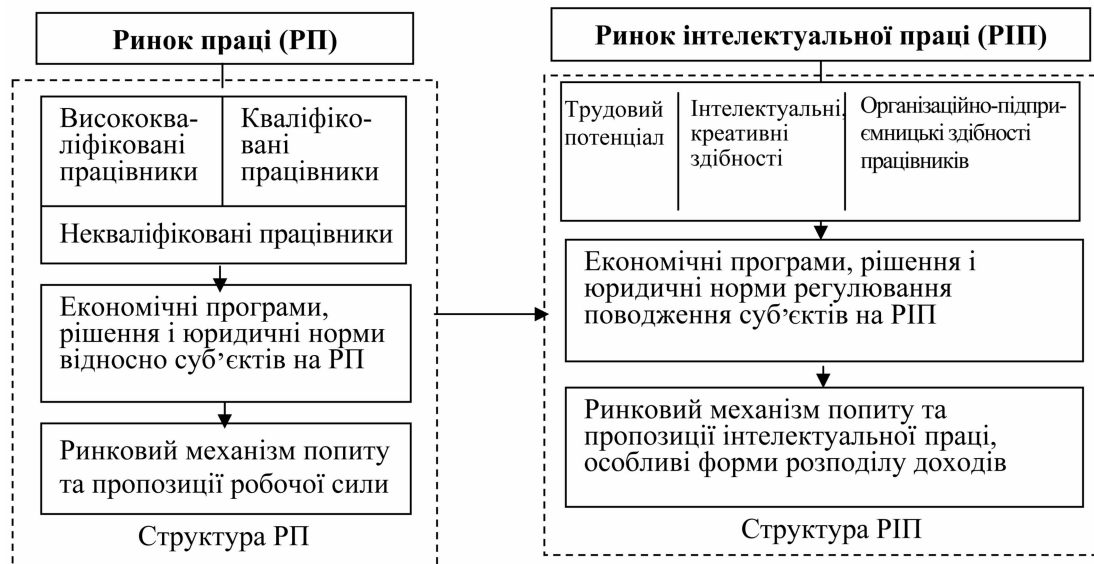 Ринок праці (РП)
Висококва-
ліфіковані
працівники
Кваліфіко-
вані
працівники
Некваліфіковані працівники
Економічні програми,
рішення і юридичні норми
відносно суб’єктів на РП
Ринковий механізм попиту
та пропозиції робочої сили
Структура РП
Ринок інтелектуальної праці (РІП)
Трудовий
потенціал
Інтелектуальні,
креативні
здібності
Організаційно-підпри-
ємницькі здібності
працівників
Економічні програми, рішення і
юридичні норми регулювання
поводження суб’єктів на РІП
Ринковий механізм попиту та
пропозиції інтелектуальної праці,
особливі форми розподілу доходів
Структура РІП